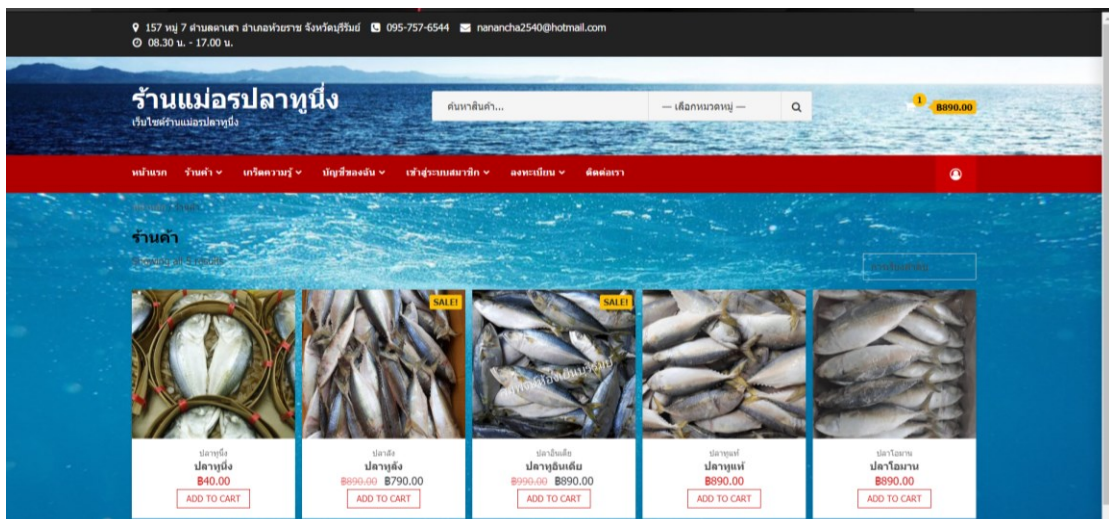 157 หมู่ 7 ตำบลตาเสา อำเภอห้วยราช จังหวัดบุรีรัมย์ 095-757-6544 nanancha2540@hotmail.com
08.30 น. - 17.00 น.
ร้านแม่อรปลาทูนึ่ง
เว็บไซต์ร้านแม่อรปลาทูนึ่ง
ค้นหาสินค้า... — เลือกหมวดหมู่ —
1 ฿890.00
หน้าแรก ร้านค้า เกร็ดความรู้ บัญชีของฉัน เข้าสู่ระบบสมาชิก ลงทะเบียน ติดต่อเรา
ร้านค้า
Showing all 5 results
SALE! SALE!
ปลาทูนึ่ง ปลาลัง ปลาอินเดีย ปลาทูแท้ ปลาโอมาน
ปลาทูนึ่ง ปลาทูลัง ปลาทูอินเดีย ปลาทูแท้ ปลาโอมาน
฿40.00 ฿890.00 ฿790.00 ฿990.00 ฿890.00 ฿890.00 ฿890.00
ADD TO CART ADD TO CART ADD TO CART ADD TO CART ADD TO CART